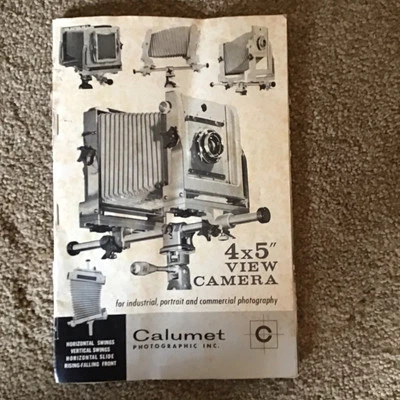 4x5"
VIEW
CAMERA
for industrial, portrait and commercial photography
HORIZONTAL SWINGS
VERTICAL SWINGS
HORIZONTAL SLIDE
RISING-FALLING FRONT
Calumet
PHOTOGRAPHIC INC.
C